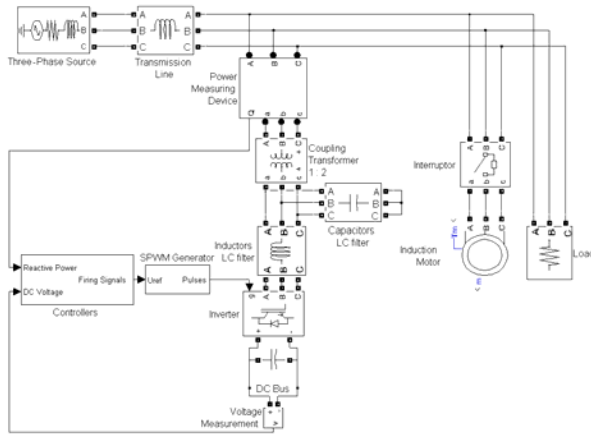 A
B
C
Three-Phase Source
A
B
C
A
B
C
Transmission
Line
Power
Measuring
Device
A
B
C
Q
a
b
c
Coupling
Transformer
1 : 2
A
B
C
a
b
c
A
B
C
A
B
C
Capacitors
LC filter
Inductors
LC filter
A
B
C
A
B
C
Reactive Power
DC Voltage
Firing Signals
Controllers
SPWM Generator
Uref
Pulses
g
A
B
C
Inverter
+
-
DC Bus
Voltage
Measurement
+
-
v
Interruptor
A
B
C
a
b
c
Induction
Motor
Tm
A
B
C
m
A
B
C
Load